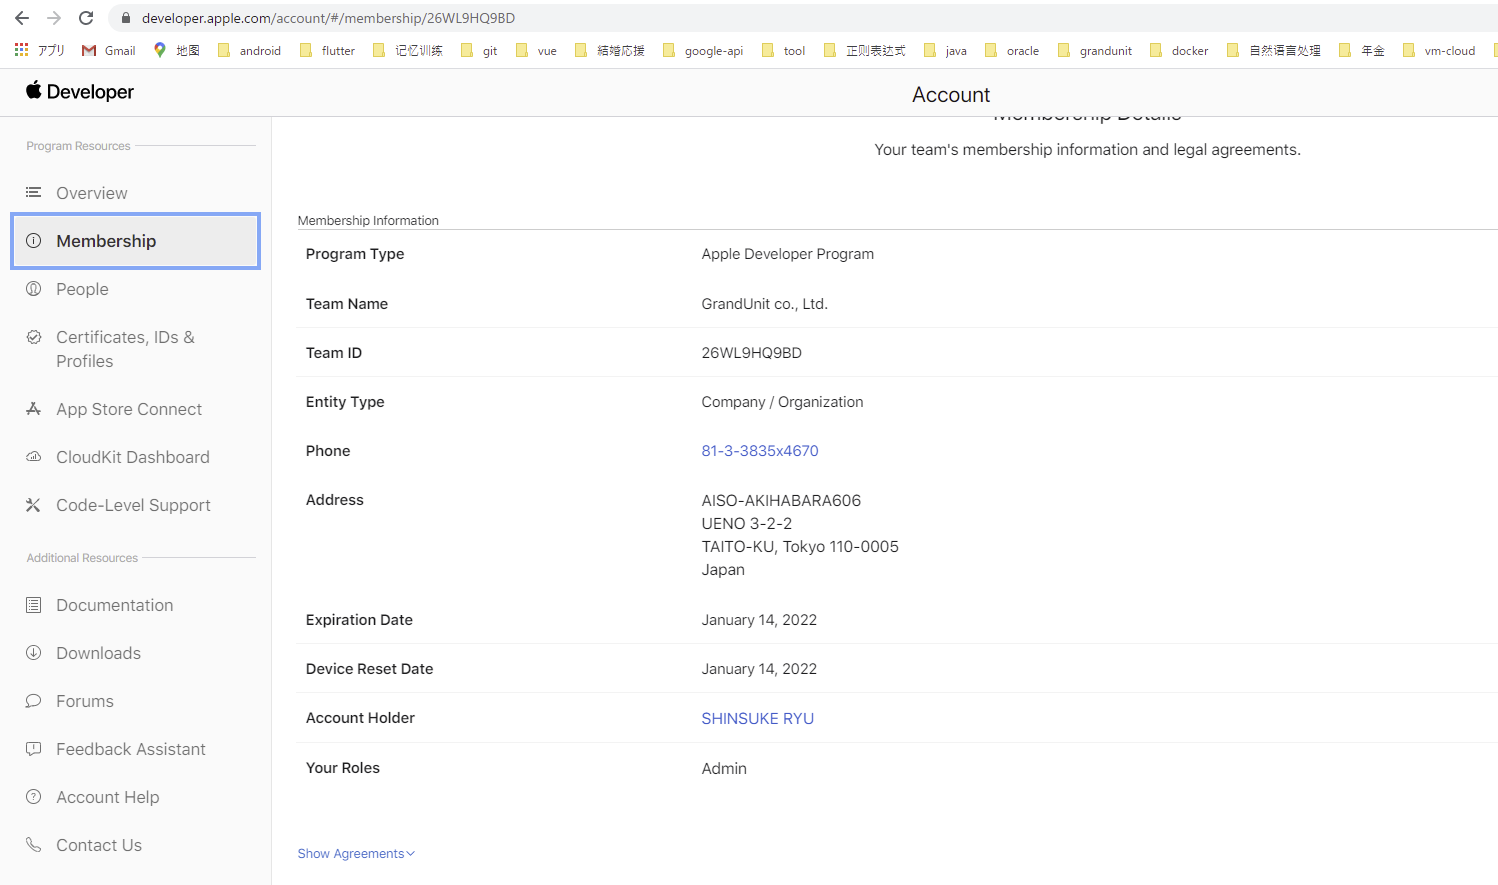 developer.apple.com/account/#/membership/26WL9HQ9BD
アプリ Gmail 地图 android flutter 记忆训练 git vue 結婚応援 google-api tool 正则表达式 java oracle grandunit docker 自然语言处理 年金 vm-cloud
Developer
Account
Program Resources
Overview
Membership
People
Certificates, IDs &
Profiles
App Store Connect
CloudKit Dashboard
Code-Level Support
Additional Resources
Documentation
Downloads
Forums
Feedback Assistant
Account Help
Contact Us
Membership Details
Your team's membership information and legal agreements.
Membership Information
Program Type Apple Developer Program
Team Name GrandUnit co., Ltd.
Team ID 26WL9HQ9BD
Entity Type Company / Organization
Phone 81-3-3835x4670
Address AISO-AKIHABARA606
UENO 3-2-2
TAITO-KU, Tokyo 110-0005
Japan
Expiration Date January 14, 2022
Device Reset Date January 14, 2022
Account Holder SHINSUKE RYU
Your Roles Admin
Show Agreements